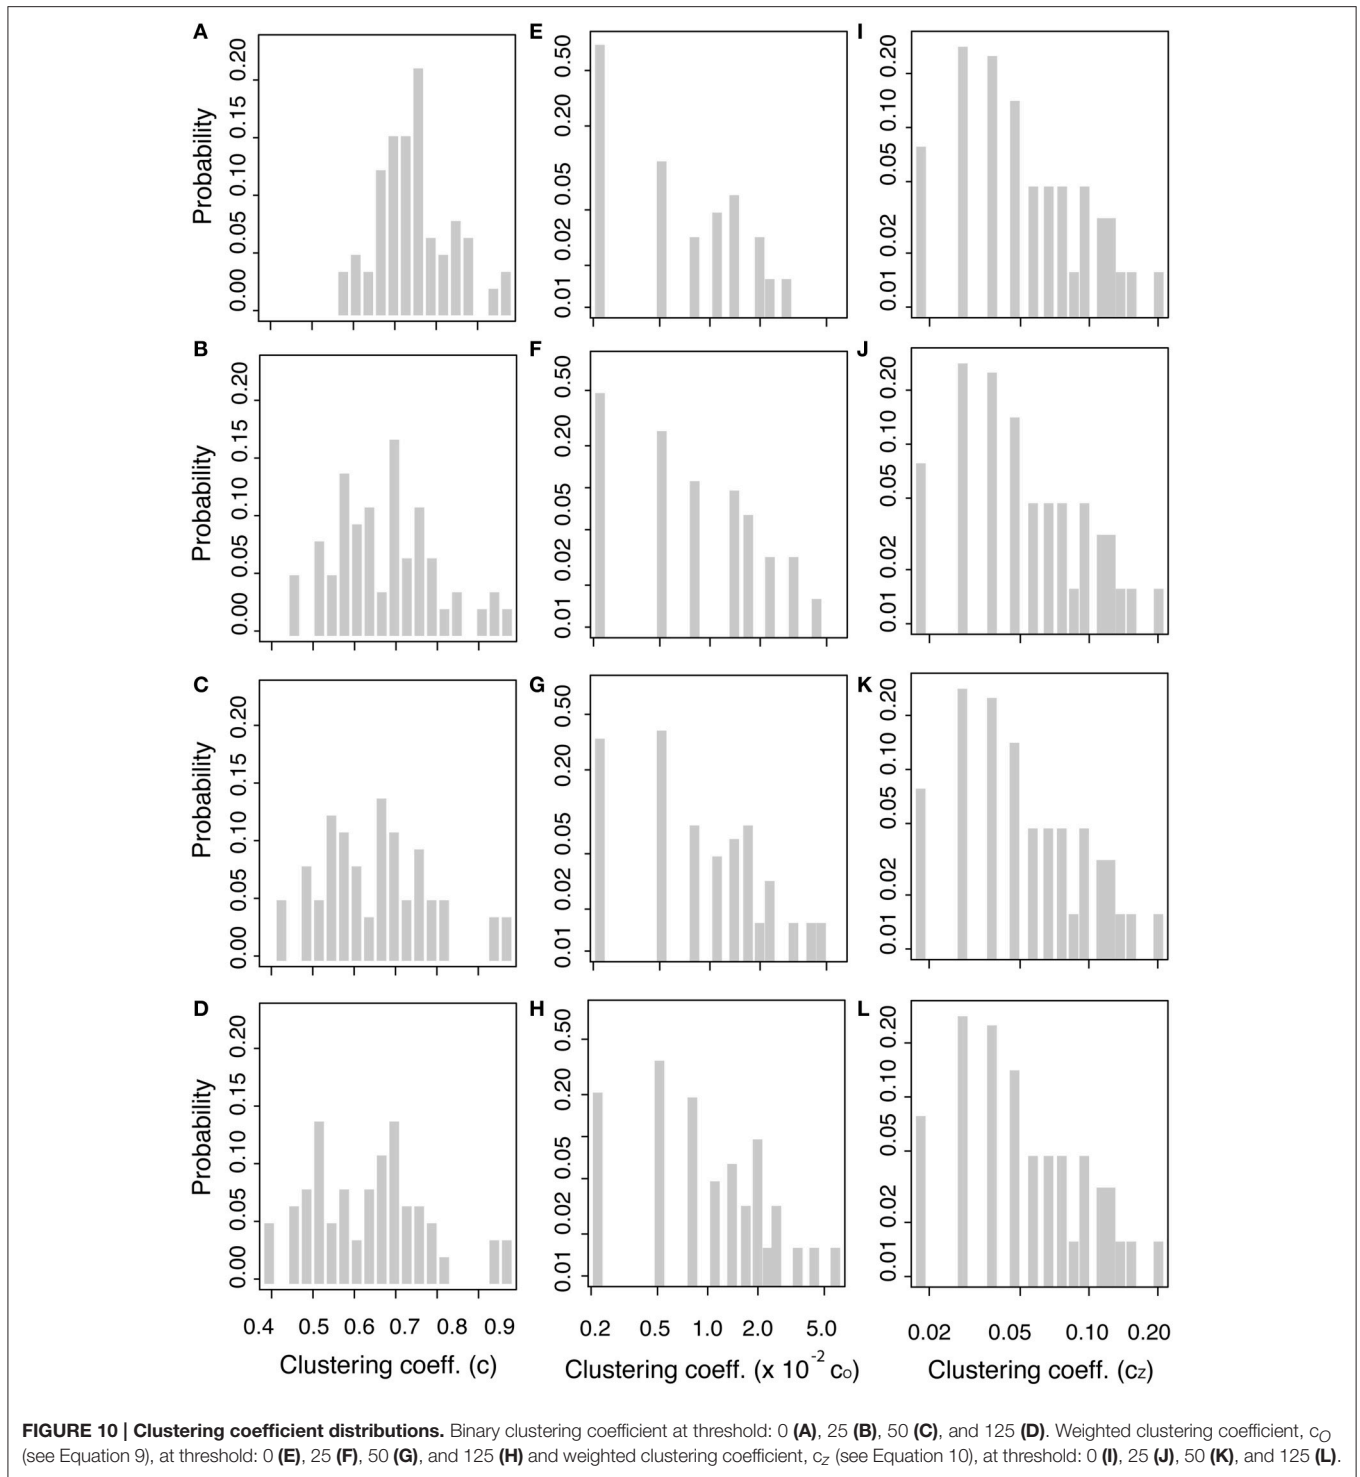 A
Probability
0.00 0.05 0.10 0.15 0.20
E
0.01 0.02 0.05 0.20 0.50
I
0.01 0.02 0.05 0.10 0.20
B
Probability
0.00 0.05 0.10 0.15 0.20
F
0.01 0.02 0.05 0.20 0.50
J
0.01 0.02 0.05 0.10 0.20
C
Probability
0.00 0.05 0.10 0.15 0.20
G
0.01 0.02 0.05 0.20 0.50
K
0.01 0.02 0.05 0.10 0.20
D
Probability
0.00 0.05 0.10 0.15 0.20
H
0.01 0.02 0.05 0.20 0.50
L
0.01 0.02 0.05 0.10 0.20
0.4 0.5 0.6 0.7 0.8 0.9
0.2 0.5 1.0 2.0 5.0
0.02 0.05 0.10 0.20
Clustering coeff. (c)
Clustering coeff. (x 10⁻² cₒ)
Clustering coeff. (cz)
FIGURE 10 | Clustering coefficient distributions. Binary clustering coefficient at threshold: 0 (A), 25 (B), 50 (C), and 125 (D). Weighted clustering coefficient, cO
(see Equation 9), at threshold: 0 (E), 25 (F), 50 (G), and 125 (H) and weighted clustering coefficient, cz (see Equation 10), at threshold: 0 (I), 25 (J), 50 (K), and 125 (L).